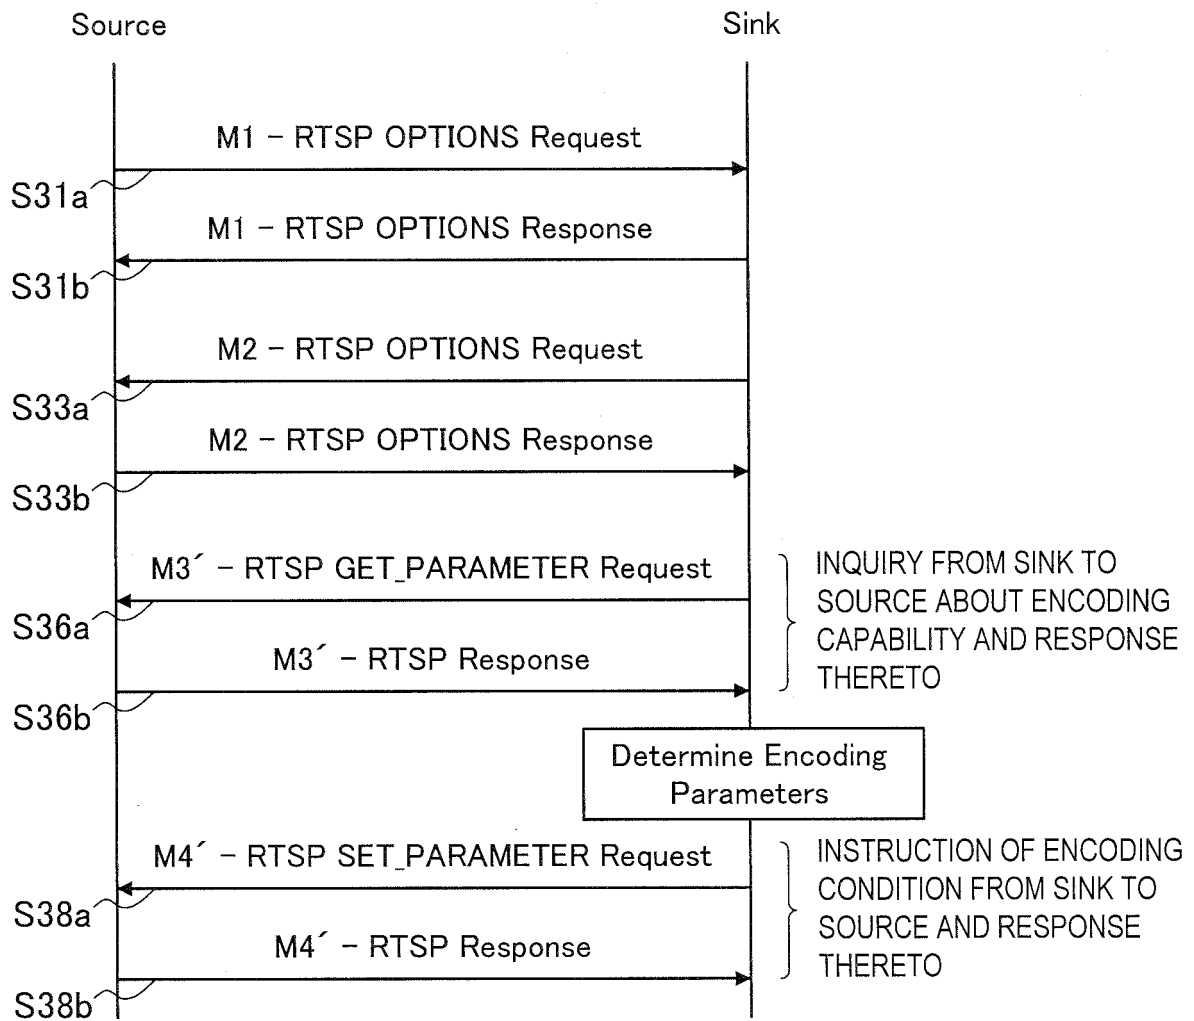 Source
Sink
M1 - RTSP OPTIONS Request
S31a
M1 - RTSP OPTIONS Response
S31b
M2 - RTSP OPTIONS Request
S33a
M2 - RTSP OPTIONS Response
S33b
M3´ - RTSP GET_PARAMETER Request
S36a
M3´ - RTSP Response
S36b
INQUIRY FROM SINK TO
SOURCE ABOUT ENCODING
CAPABILITY AND RESPONSE
THERETO
Determine Encoding
Parameters
M4´ - RTSP SET_PARAMETER Request
S38a
M4´ - RTSP Response
S38b
INSTRUCTION OF ENCODING
CONDITION FROM SINK TO
SOURCE AND RESPONSE
THERETO